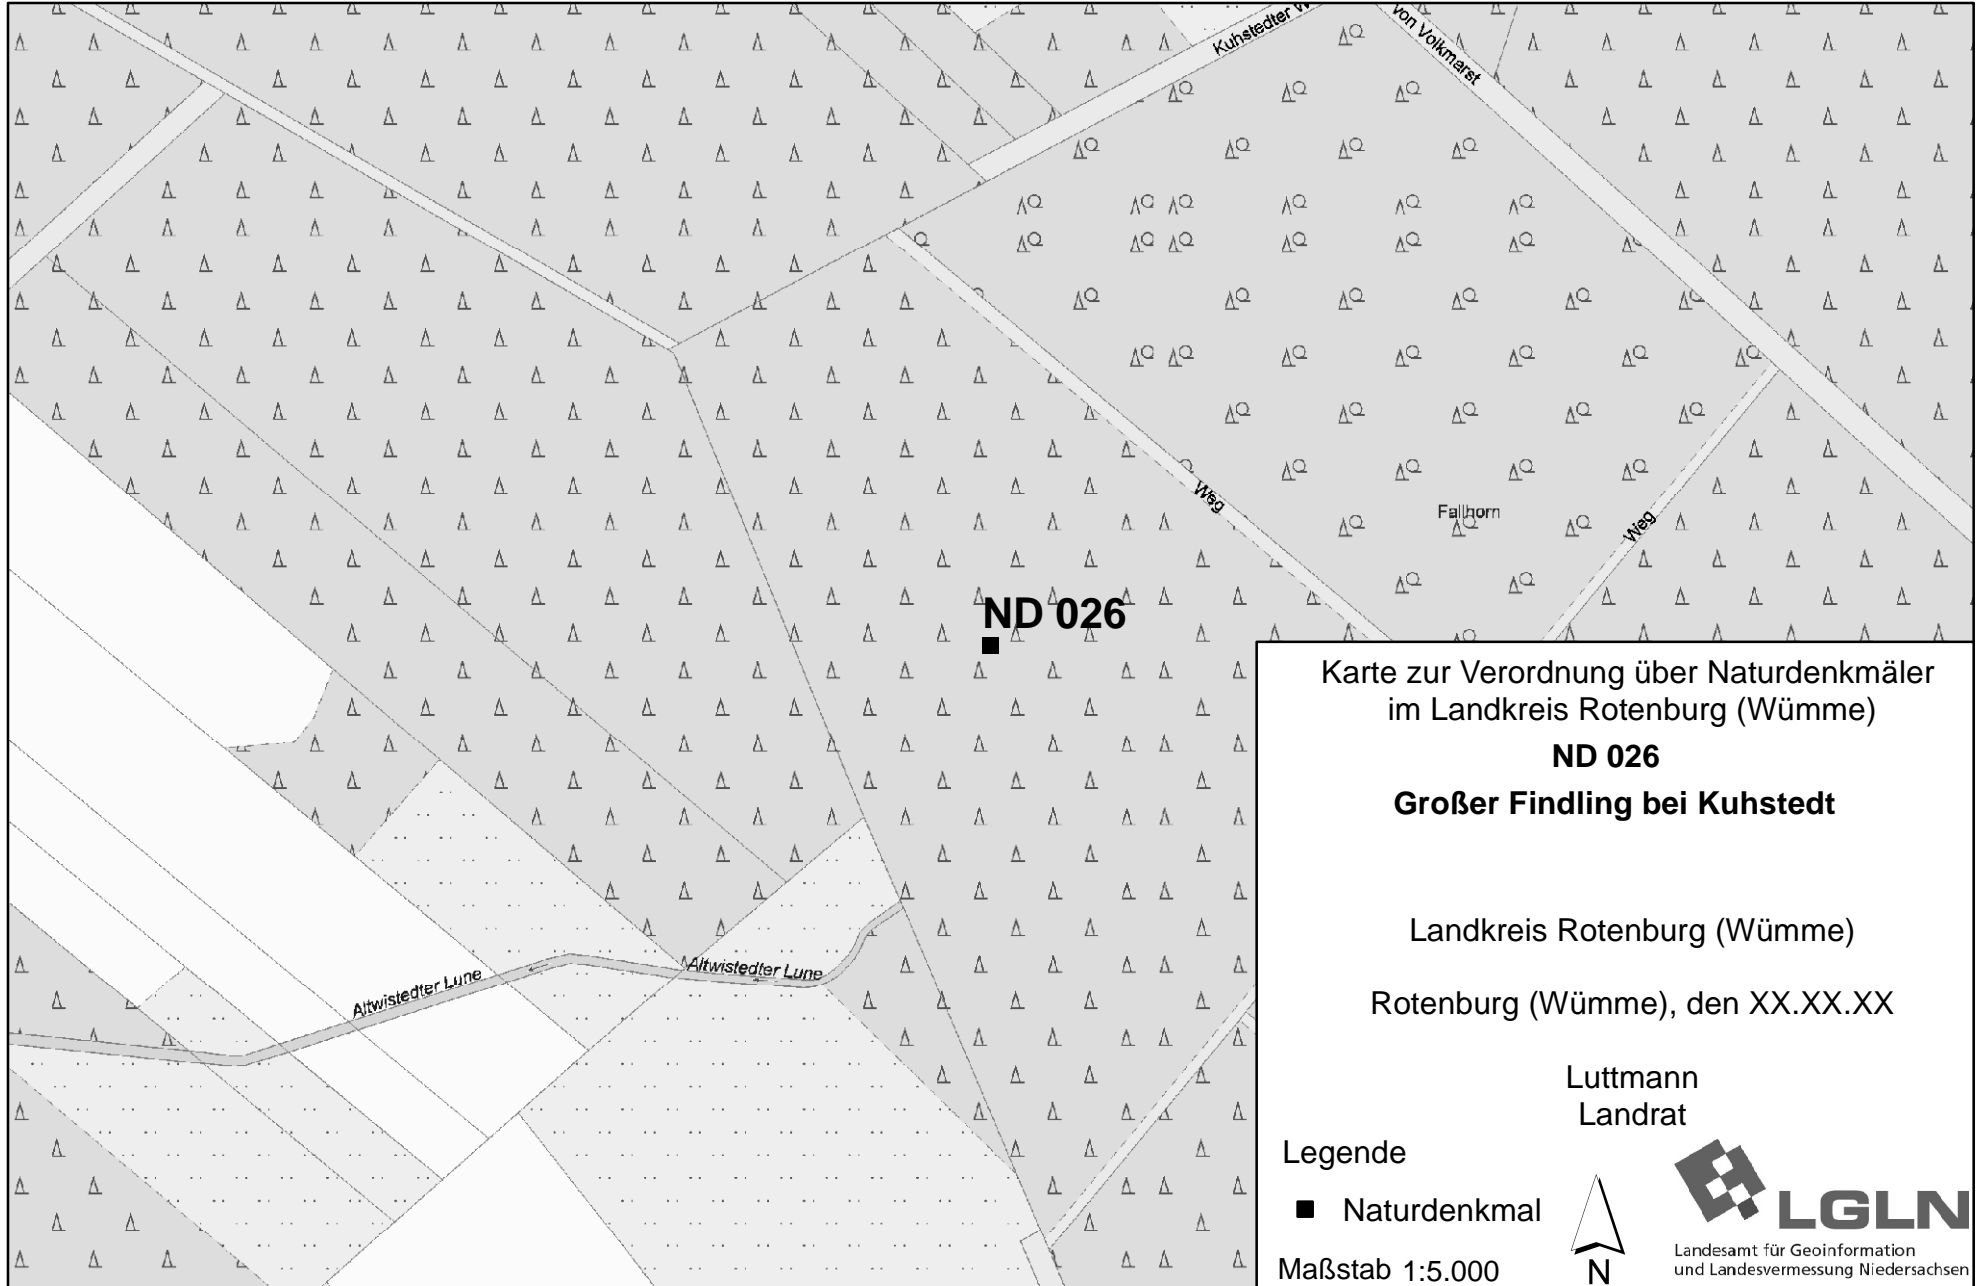 Kuhstedter W
von Volkmarst
Weg
Fallhorn
Weg
ND 026
Altwistedter Lune
Altwistedter Lune
Karte zur Verordnung über Naturdenkmäler
im Landkreis Rotenburg (Wümme)
ND 026
Großer Findling bei Kuhstedt
Landkreis Rotenburg (Wümme)
Rotenburg (Wümme), den XX.XX.XX
Luttmann
Landrat
Legende
Naturdenkmal
Maßstab 1:5.000
N
LGLN
Landesamt für Geoinformation
und Landesvermessung Niedersachsen